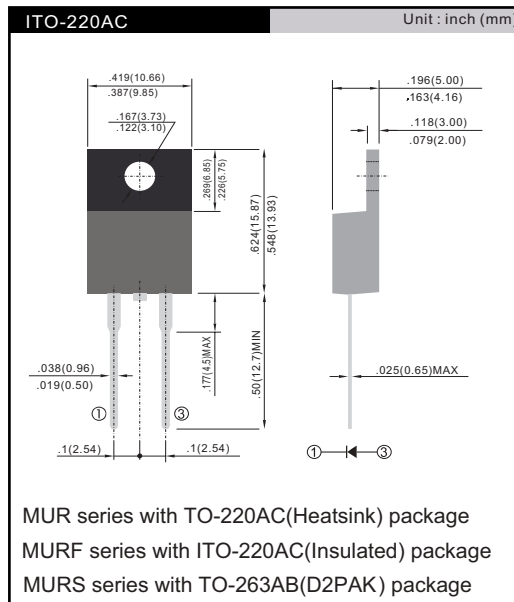 ITO-220AC
Unit : inch (mm)
.419(10.66)
.387(9.85)
.196(5.00)
.163(4.16)
.167(3.73)
.122(3.10)
.118(3.00)
.079(2.00)
.269(6.85)
.226(5.75)
.624(15.87)
.548(13.93)
.038(0.96)
.019(0.50)
.177(4.5)MAX
.50(12.7)MIN
.025(0.65)MAX
① ③
.1(2.54) .1(2.54)
① ③
MUR series with TO-220AC(Heatsink) package
MURF series with ITO-220AC(Insulated) package
MURS series with TO-263AB(D2PAK) package